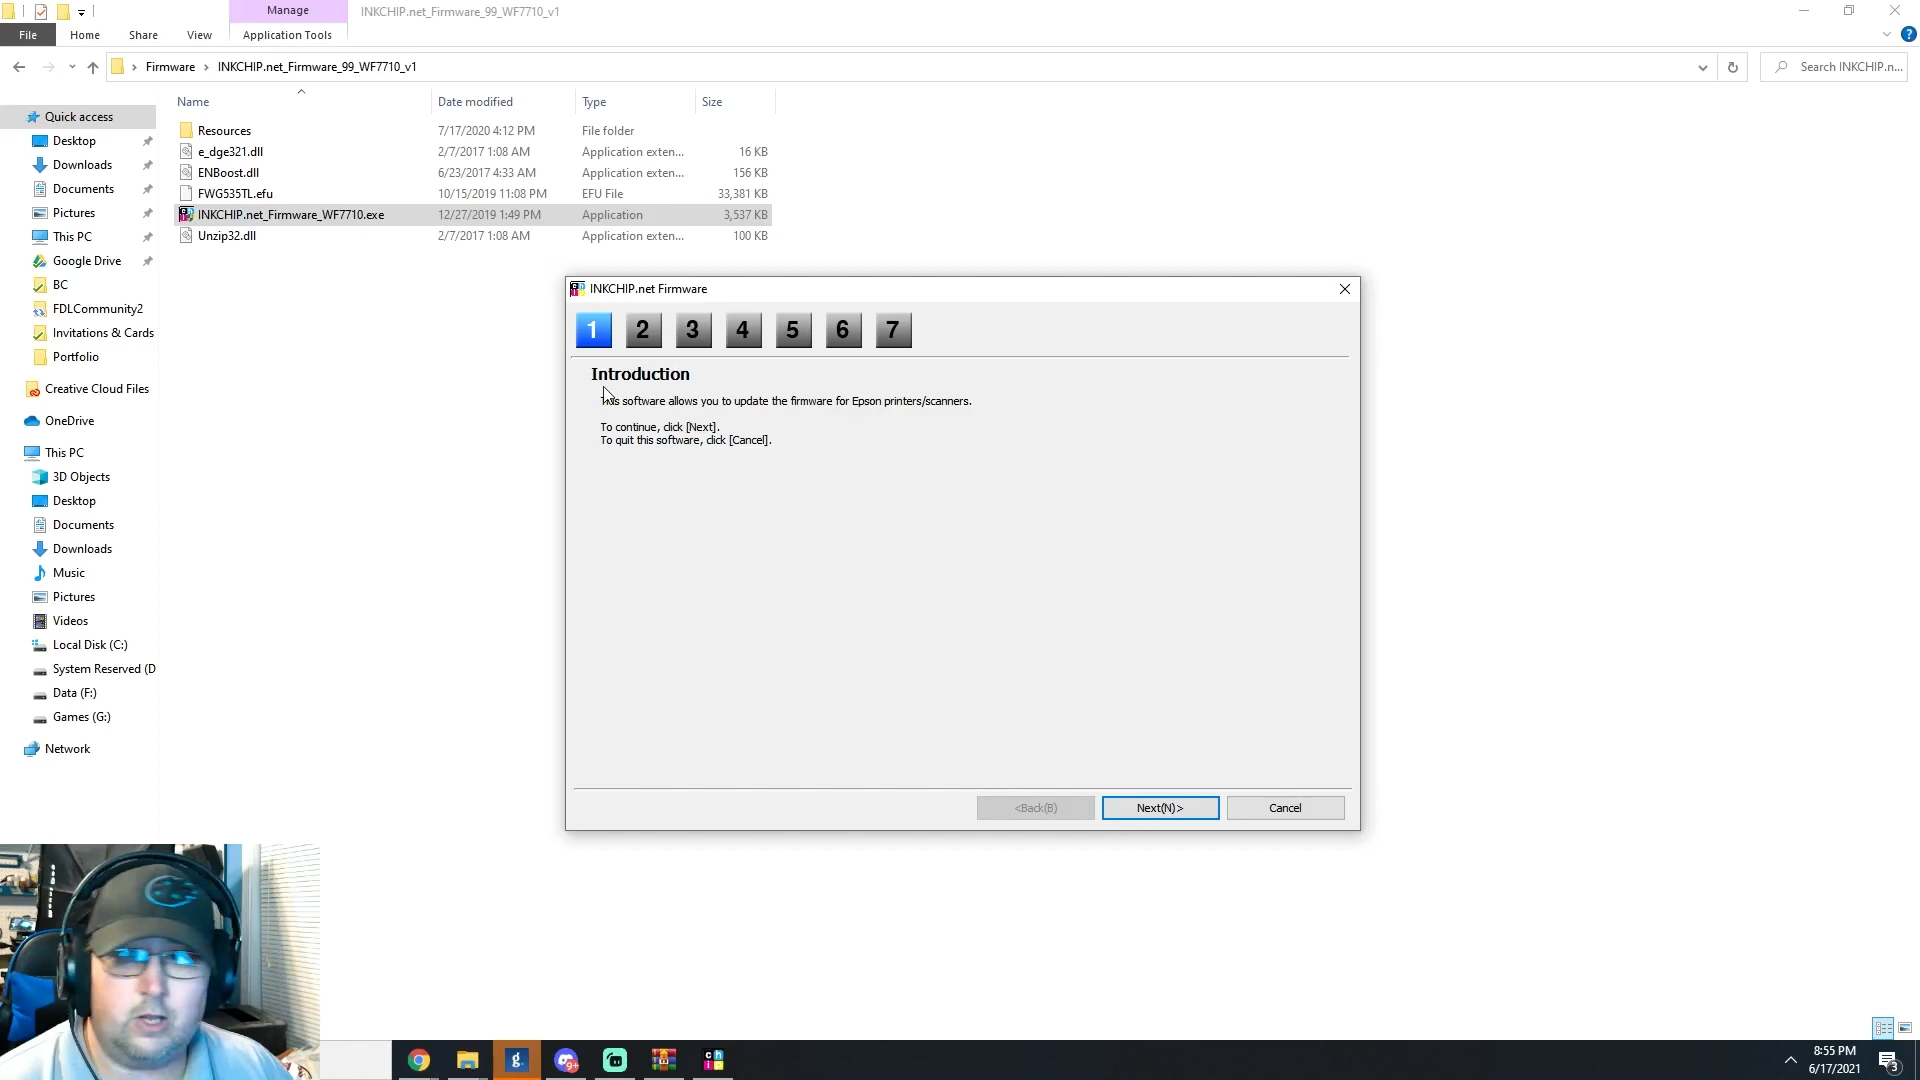 Manage
INKCHIP.net_Firmware_99_WF7710_v1
File
Home
Share
View
Application Tools
?
Firmware
INKCHIP.net_Firmware_99_WF7710_v1
Search INKCHIP.n...
Name
Date modified
Type
Size
Quick access
Desktop
Downloads
Documents
Pictures
This PC
Google Drive
BC
FDLCommunity2
Invitations & Cards
Portfolio
Creative Cloud Files
OneDrive
This PC
3D Objects
Desktop
Documents
Downloads
Music
Pictures
Videos
Local Disk (C:)
System Reserved (D
Data (F:)
Games (G:)
Network
Resources 7/17/2020 4:12 PM File folder
e_dge321.dll 2/7/2017 1:08 AM Application exten... 16 KB
ENBoost.dll 6/23/2017 4:33 AM Application exten... 156 KB
FWG535TL.efu 10/15/2019 11:08 PM EFU File 33,381 KB
INKCHIP.net_Firmware_WF7710.exe 12/27/2019 1:49 PM Application 3,537 KB
Unzip32.dll 2/7/2017 1:08 AM Application exten... 100 KB
INKCHIP.net Firmware
1 2 3 4 5 6 7
Introduction
This software allows you to update the firmware for Epson printers/scanners.
To continue, click [Next].
To quit this software, click [Cancel].
<Back(B)
Next(N)>
Cancel
g.
9+
chip
8:55 PM
6/17/2021
3